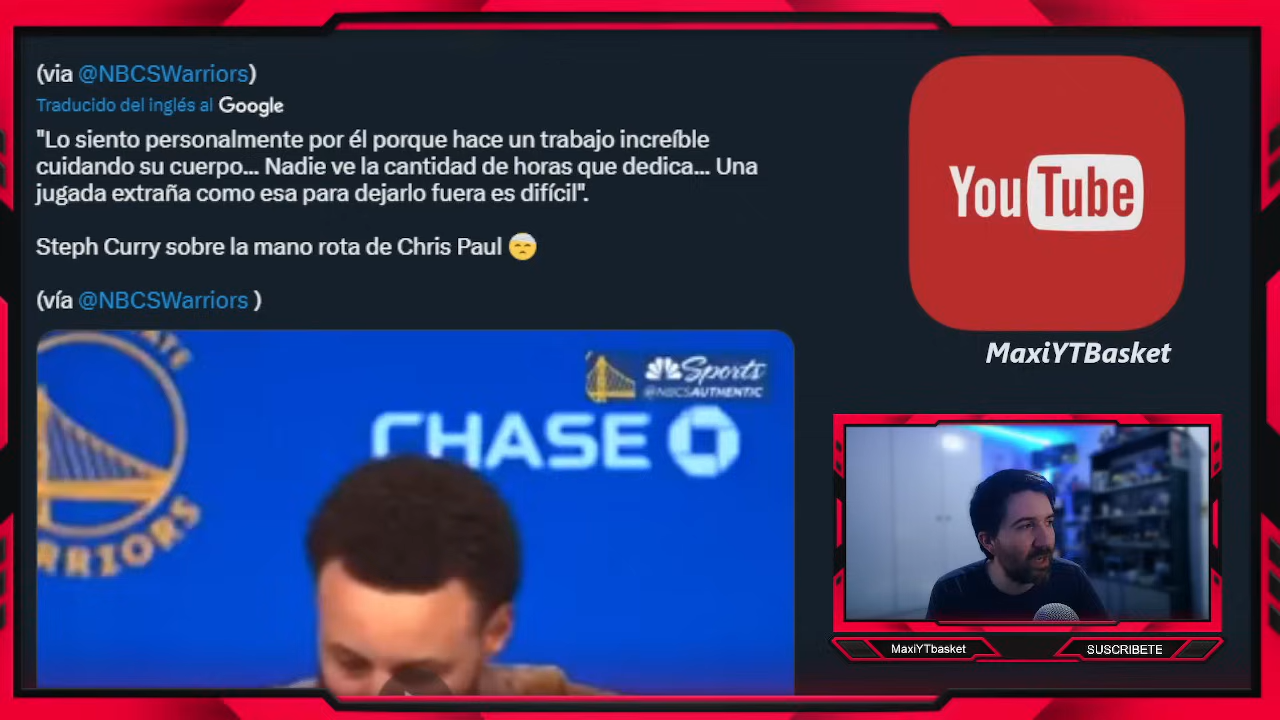 (via @NBCSWarriors)
Traducido del inglés al Google
"Lo siento personalmente por él porque hace un trabajo increíble
cuidando su cuerpo... Nadie ve la cantidad de horas que dedica... Una
jugada extraña como esa para dejarlo fuera es difícil".
Steph Curry sobre la mano rota de Chris Paul
(vía @NBCSWarriors )
YouTube
MaxiYTBasket
WARRIORS
Sports
@NBCSAUTHENTIC
CHASE
MaxiYTbasket
SUSCRIBETE